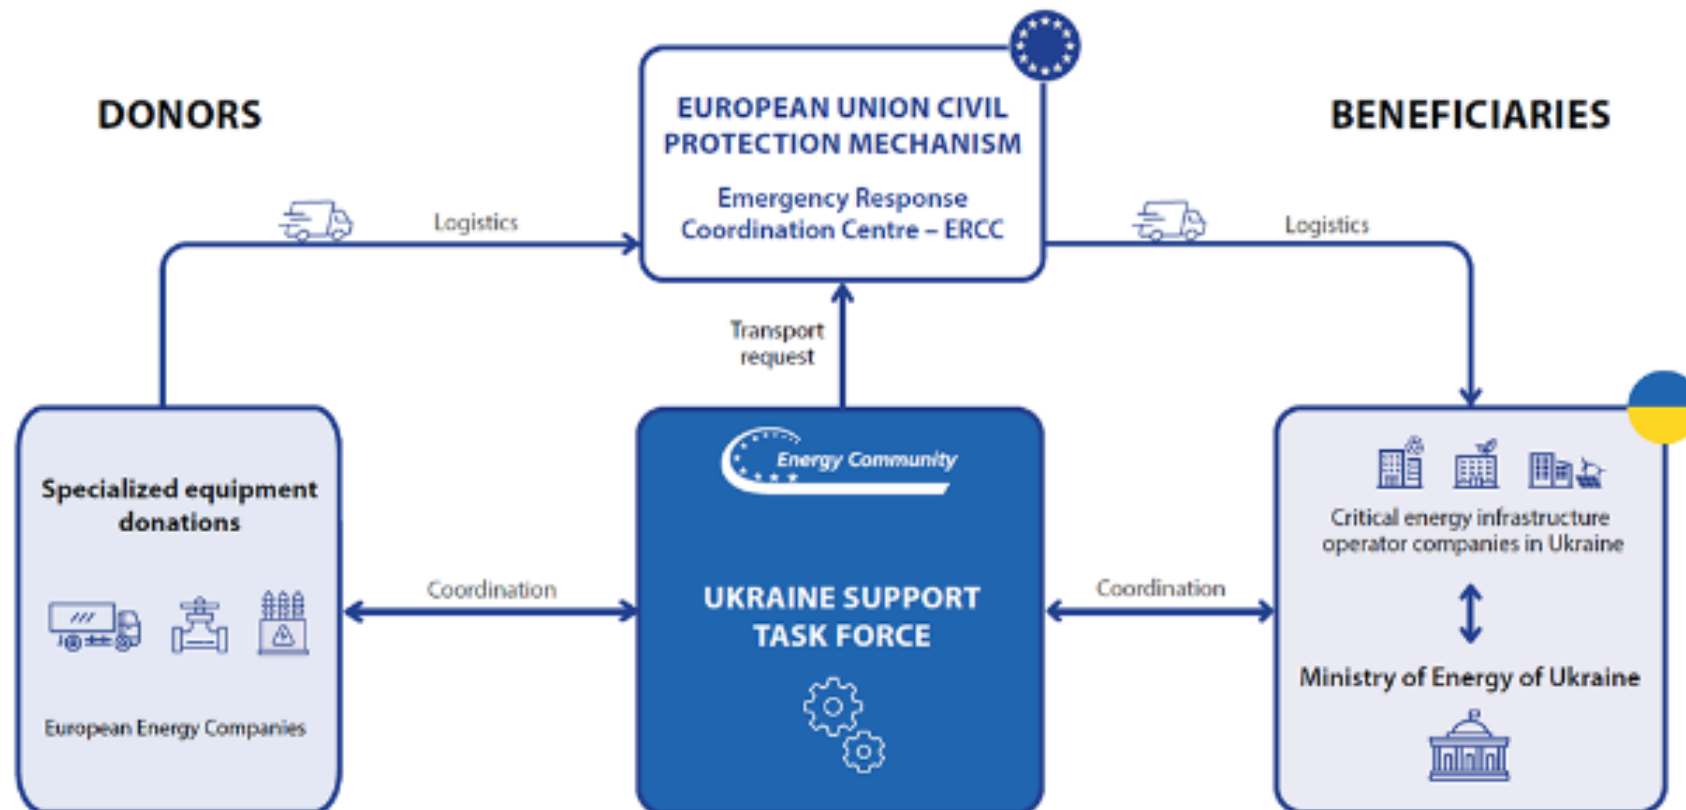 DONORS
EUROPEAN UNION CIVIL
PROTECTION MECHANISM
Emergency Response
Coordination Centre – ERCC
BENEFICIARIES
Logistics
Logistics
Transport
request
Specialized equipment
donations
European Energy Companies
Coordination
Energy Community
UKRAINE SUPPORT
TASK FORCE
Coordination
Critical energy infrastructure
operator companies in Ukraine
Ministry of Energy of Ukraine